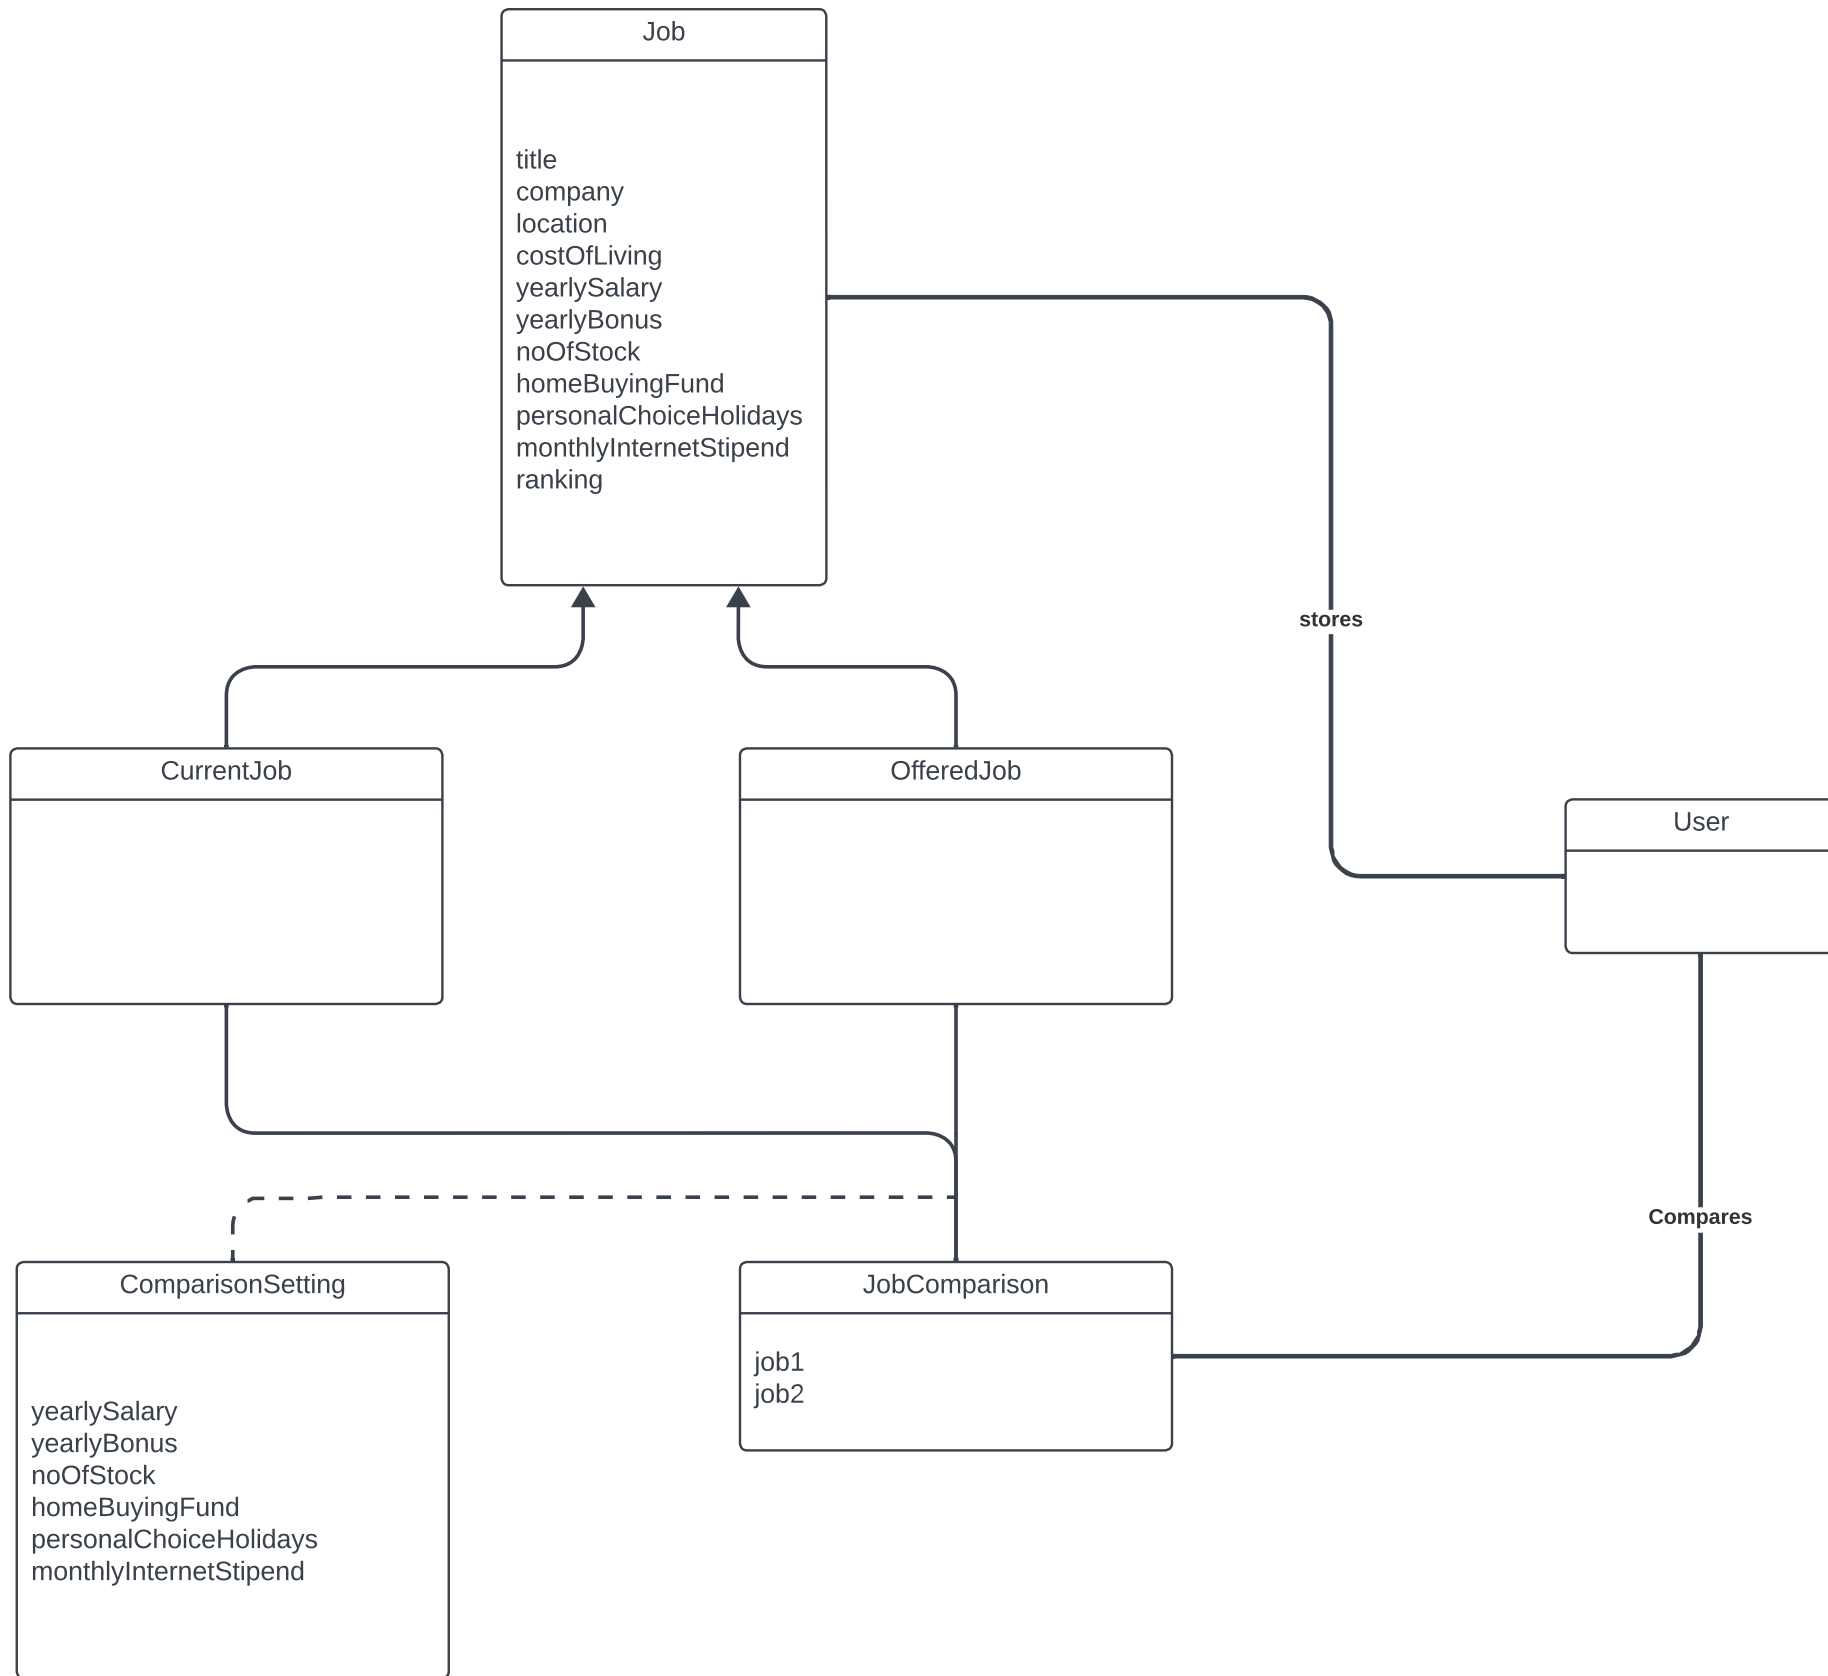 Job
title
company
location
costOfLiving
yearlySalary
yearlyBonus
noOfStock
homeBuyingFund
personalChoiceHolidays
monthlyInternetStipend
ranking
stores
CurrentJob
OfferedJob
User
Compares
ComparisonSetting
yearlySalary
yearlyBonus
noOfStock
homeBuyingFund
personalChoiceHolidays
monthlyInternetStipend
JobComparison
job1
job2